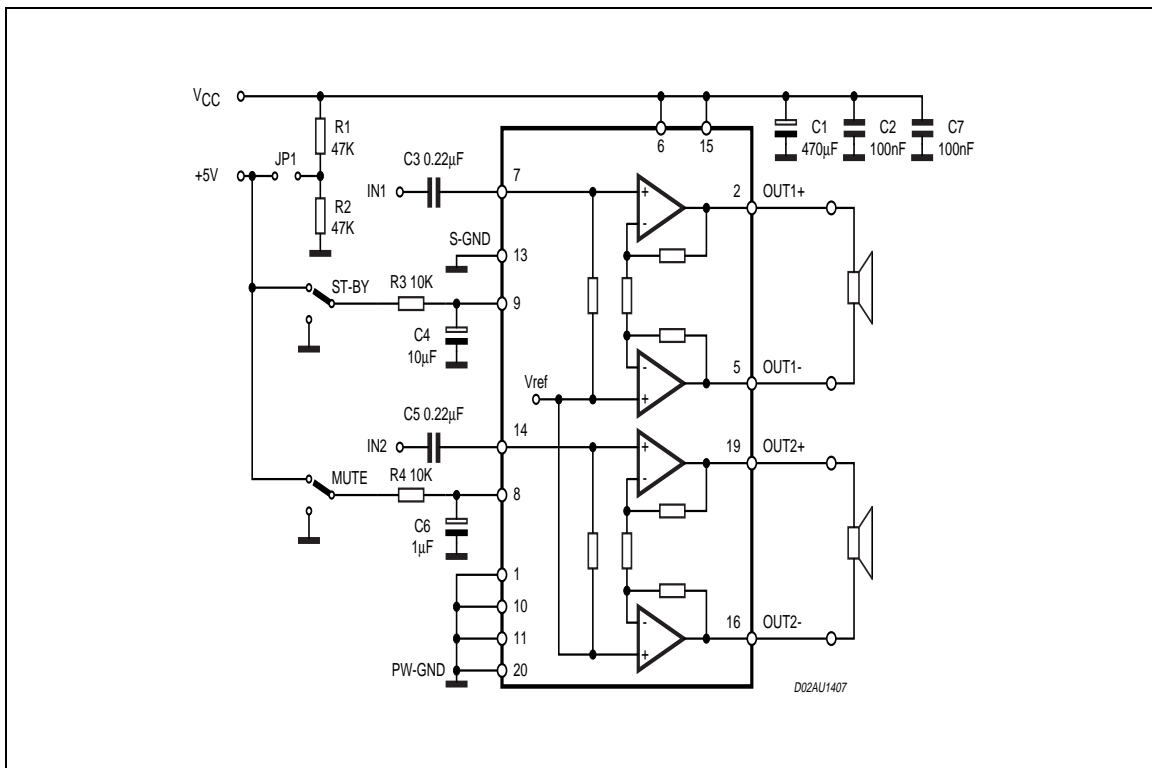 VCC
R1
47K
C1
470µF
C2
100nF
C7
100nF
6
15
+5V
JP1
C3 0.22µF
IN1
7
+
-
2
OUT1+
R2
47K
S-GND
13
ST-BY
R3 10K
9
C4
10µF
-
+
5
OUT1-
Vref
C5 0.22µF
IN2
14
+
-
19
OUT2+
MUTE
R4 10K
8
C6
1µF
1
10
11
PW-GND
20
-
+
16
OUT2-
D02AU1407